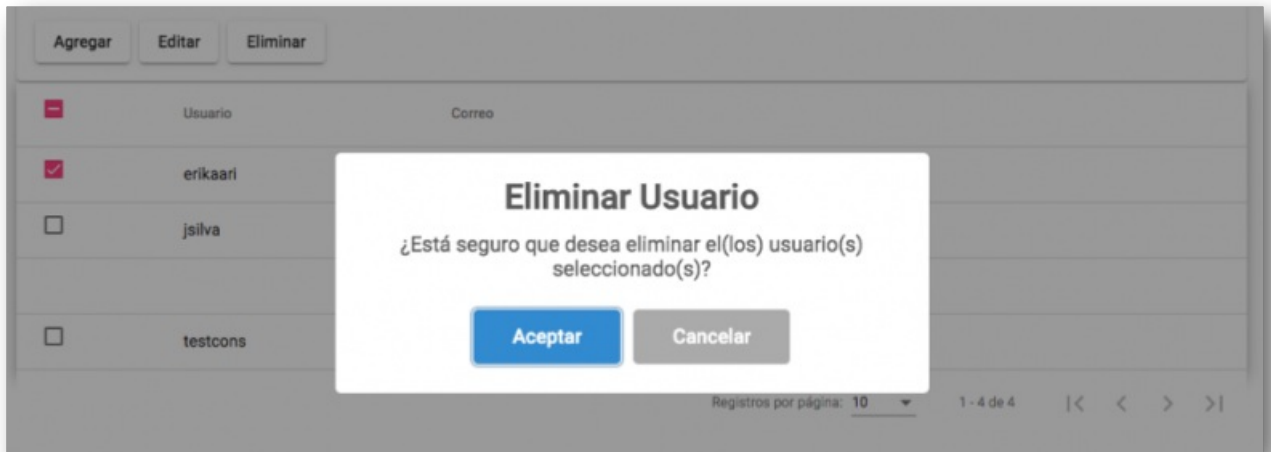 Agregar Editar Eliminar
Usuario Correo
erikaari
jsilva
Eliminar Usuario
¿Está seguro que desea eliminar el(los) usuario(s)
seleccionado(s)?
Aceptar Cancelar
testcons
Registros por página: 10 1 - 4 de 4